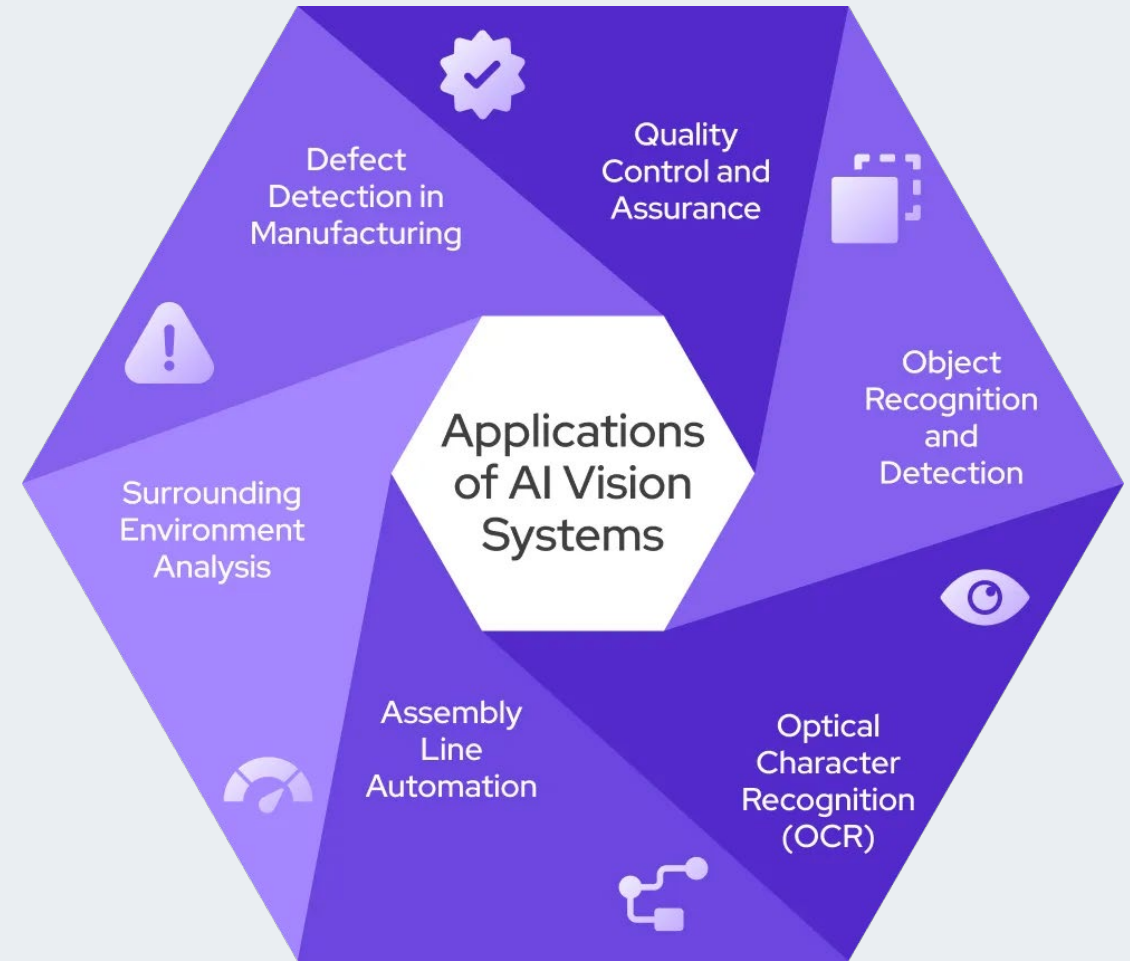 Applications
of AI Vision
Systems
Quality
Control and
Assurance
Object
Recognition
and
Detection
Optical
Character
Recognition
(OCR)
Assembly
Line
Automation
Surrounding
Environment
Analysis
Defect
Detection in
Manufacturing